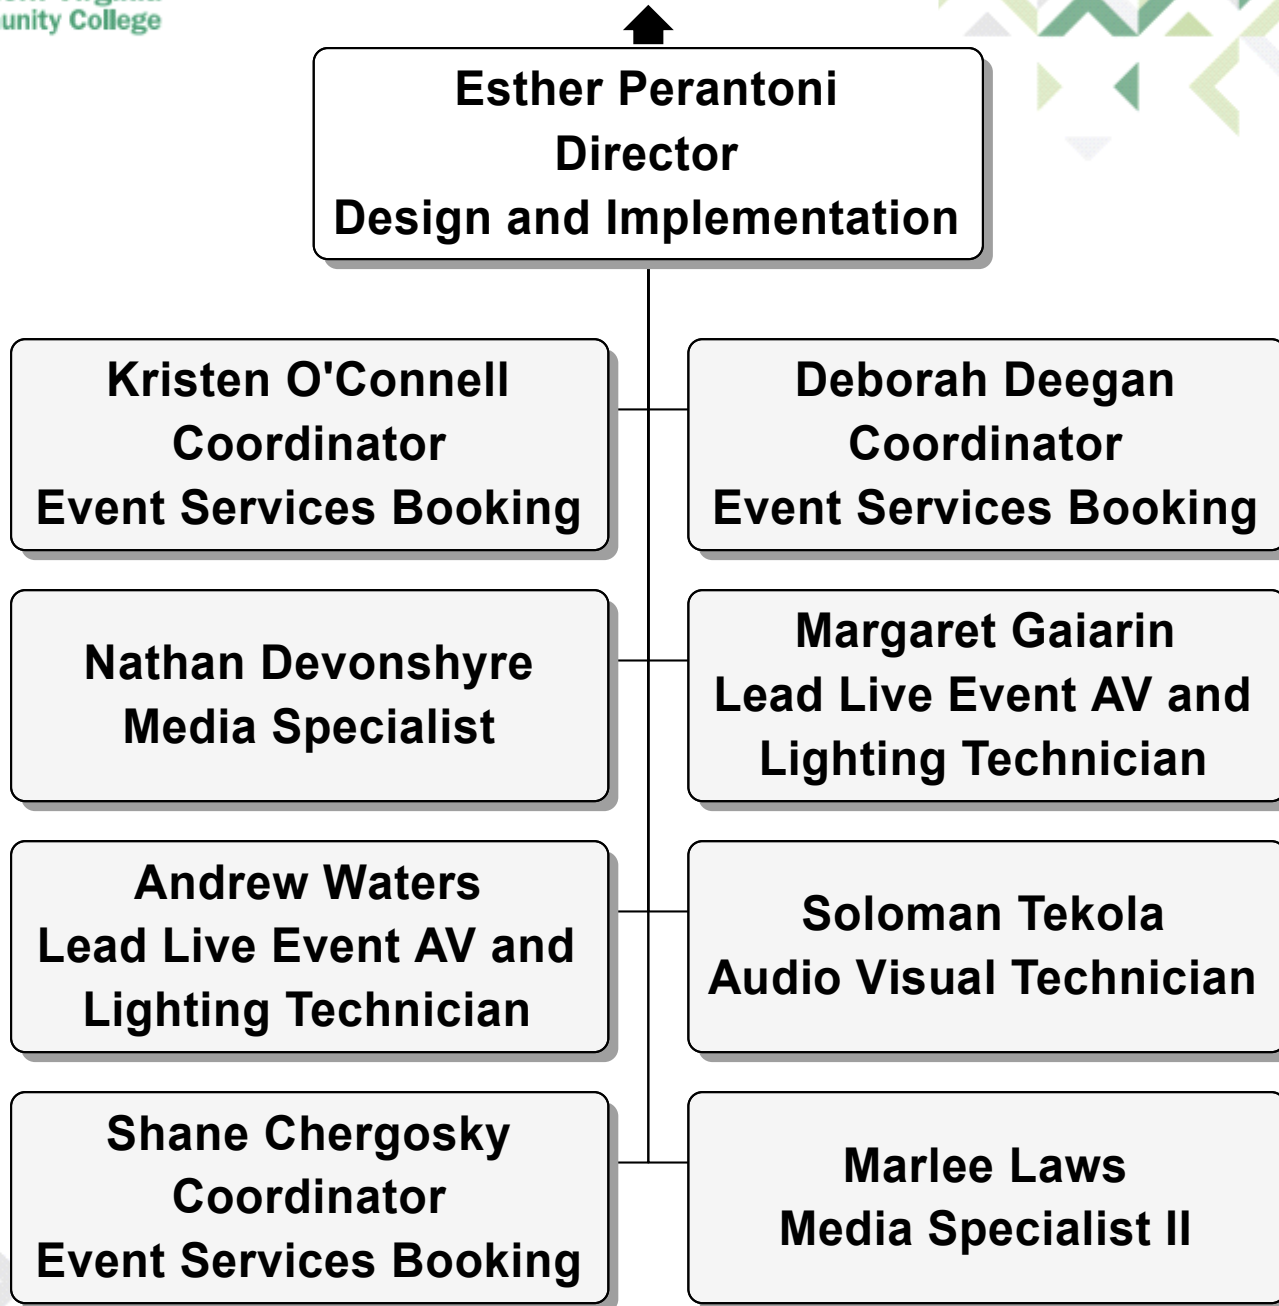 College
Esther Perantoni
Director
Design and Implementation
Kristen O'Connell
Coordinator
Event Services Booking
Deborah Deegan
Coordinator
Event Services Booking
Nathan Devonshyre
Media Specialist
Margaret Gaiarin
Lead Live Event AV and
Lighting Technician
Andrew Waters
Lead Live Event AV and
Lighting Technician
Soloman Tekola
Audio Visual Technician
Shane Chergosky
Coordinator
Event Services Booking
Marlee Laws
Media Specialist II